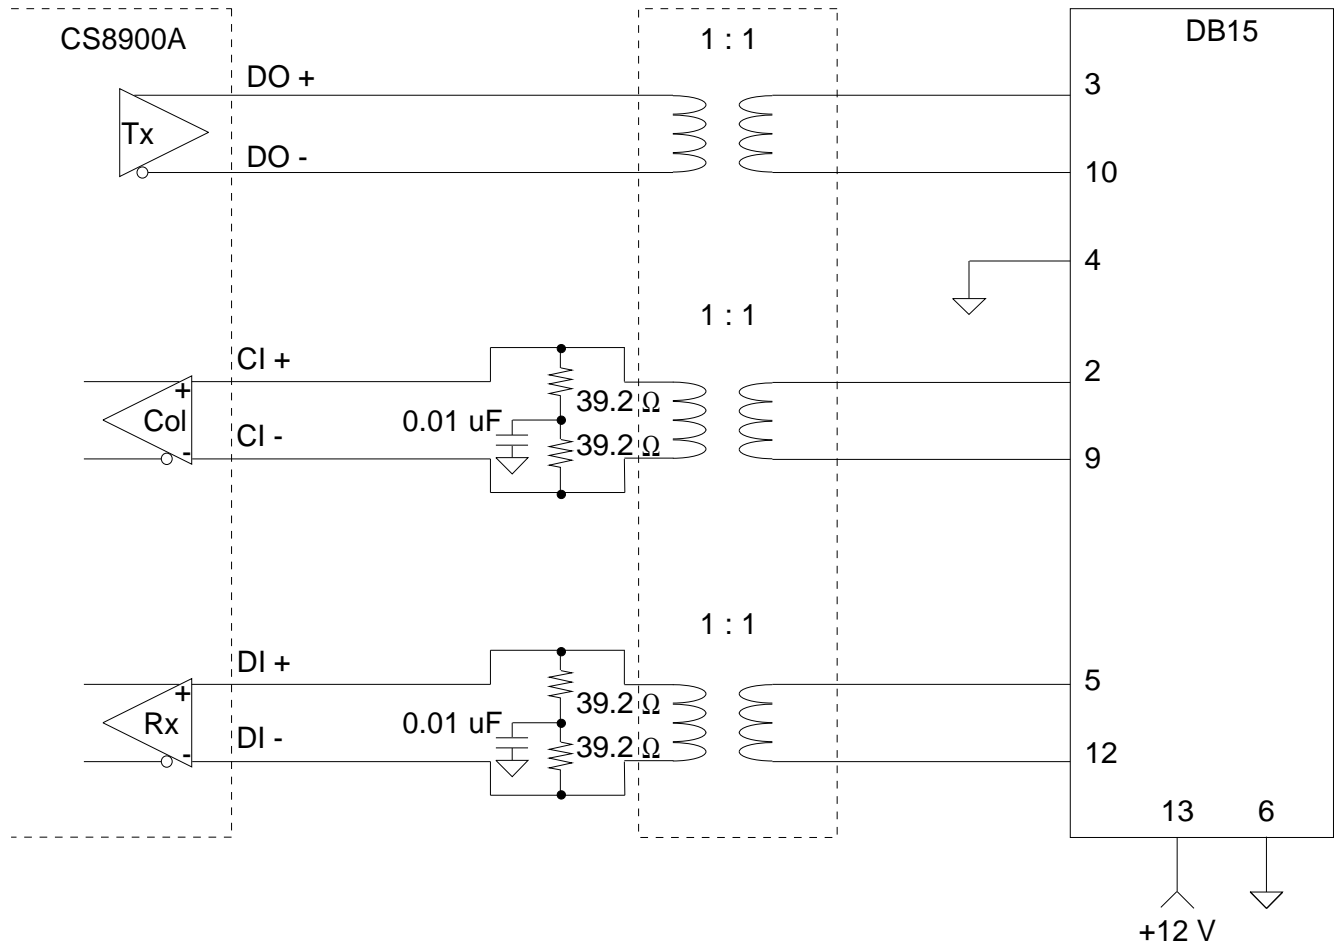 CS8900A
1 : 1
DB15
DO +
3
Tx
DO -
10
4
1 : 1
CI +
2
+
39.2 Ω
Col
0.01 uF
CI -
39.2 Ω
-
9
1 : 1
DI +
5
+
39.2 Ω
Rx
0.01 uF
DI -
39.2 Ω
-
12
13
6
+12 V